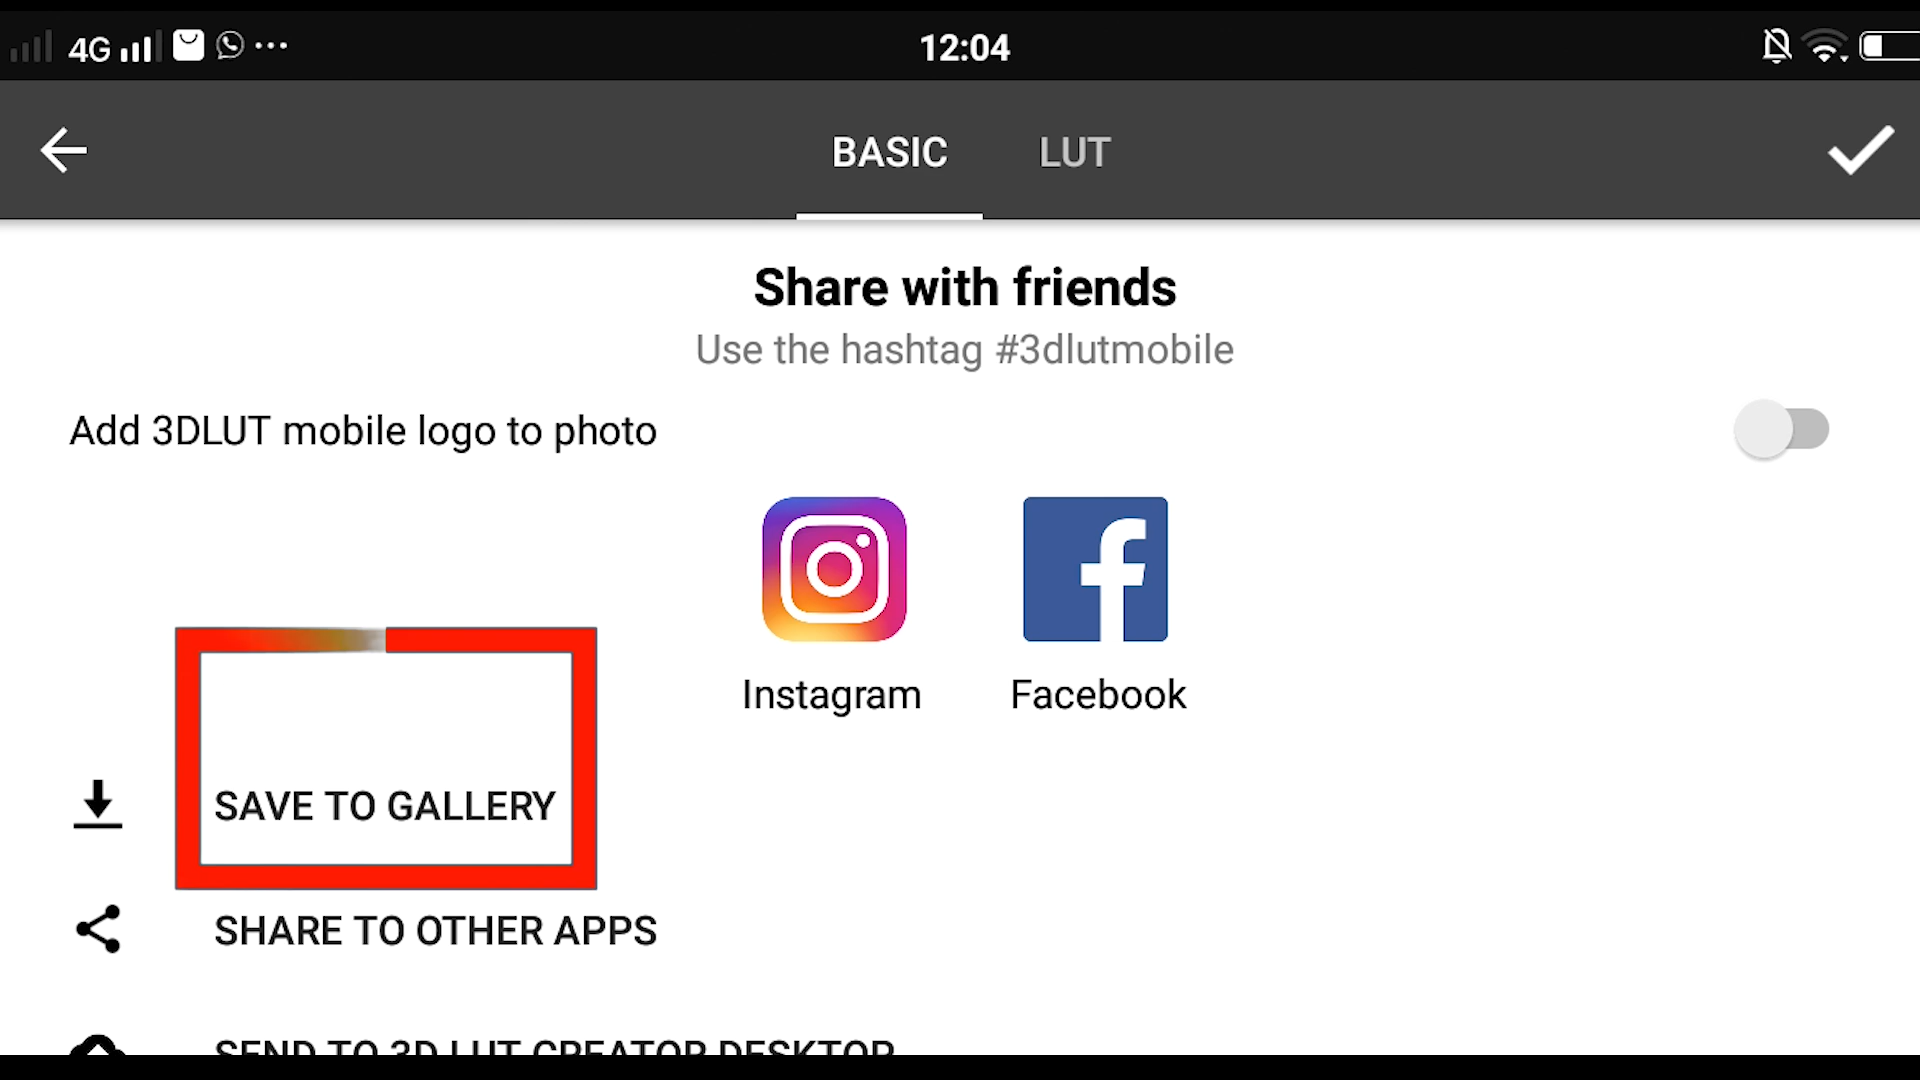 4G 12:04
BASIC LUT
Share with friends
Use the hashtag #3dlutmobile
Add 3DLUT mobile logo to photo
Instagram Facebook
SAVE TO GALLERY
SHARE TO OTHER APPS
SEND TO 3D LUT CREATOR DESKTOP